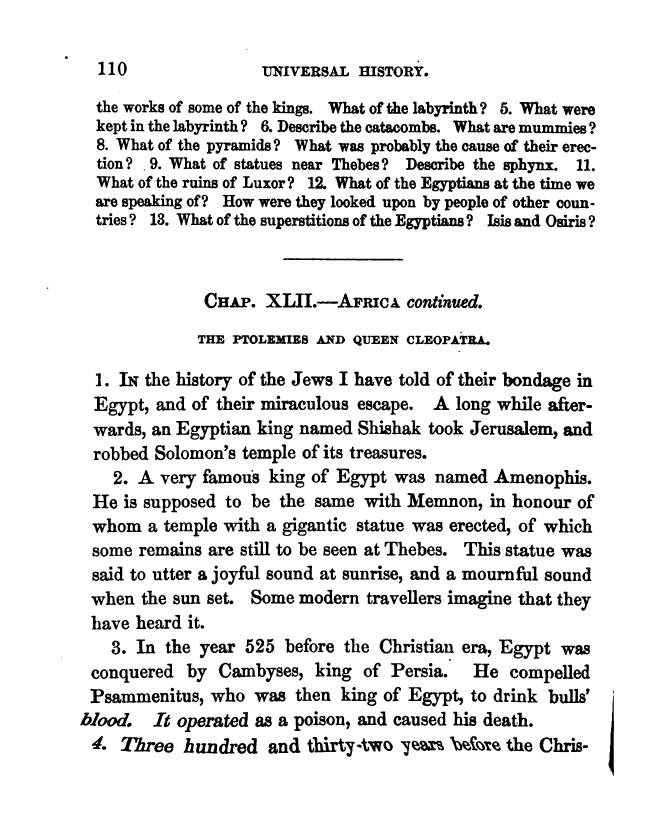 110 UNIVERSAL HISTORY.
the works of some of the kings. What of the labyrinth? 5. What were
kept in the labyrinth? 6. Describe the catacombs. What are mummies?
8. What of the pyramids? What was probably the cause of their erec-
tion? 9. What of statues near Thebes? Describe the sphynx. 11.
What of the ruins of Luxor? 12. What of the Egyptians at the time we
are speaking of? How were they looked upon by people of other coun-
tries? 13. What of the superstitions of the Egyptians? Isis and Osiris?
CHAP. XLII.—AFRICA continued.
THE PTOLEMIES AND QUEEN CLEOPATRA.
1. IN the history of the Jews I have told of their bondage in
Egypt, and of their miraculous escape. A long while after-
wards, an Egyptian king named Shishak took Jerusalem, and
robbed Solomon's temple of its treasures.
2. A very famous king of Egypt was named Amenophis.
He is supposed to be the same with Memnon, in honour of
whom a temple with a gigantic statue was erected, of which
some remains are still to be seen at Thebes. This statue was
said to utter a joyful sound at sunrise, and a mournful sound
when the sun set. Some modern travellers imagine that they
have heard it.
3. In the year 525 before the Christian era, Egypt was
conquered by Cambyses, king of Persia. He compelled
Psammenitus, who was then king of Egypt, to drink bulls'
blood. It operated as a poison, and caused his death.
4. Three hundred and thirty-two years before the Chris-